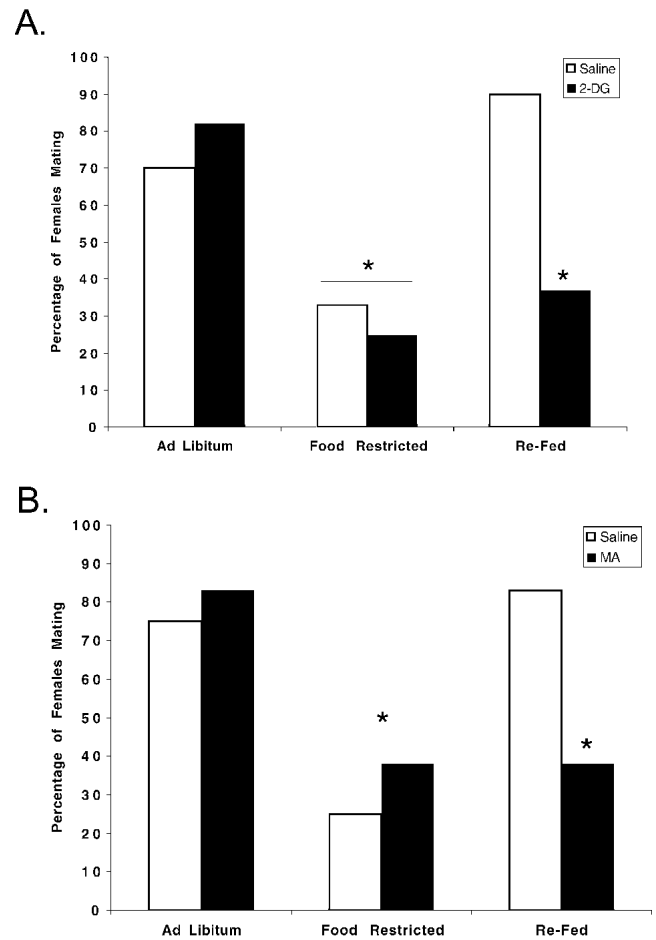 A.
100
90
80
70
60
50
40
30
20
10
0
Percentage of Females Mating
Saline
2-DG
*
*
Ad Libitum Food Restricted Re-Fed
B.
100
90
80
70
60
50
40
30
20
10
0
Percentage of Females Mating
Saline
MA
*
*
Ad Libitum Food Restricted Re-Fed